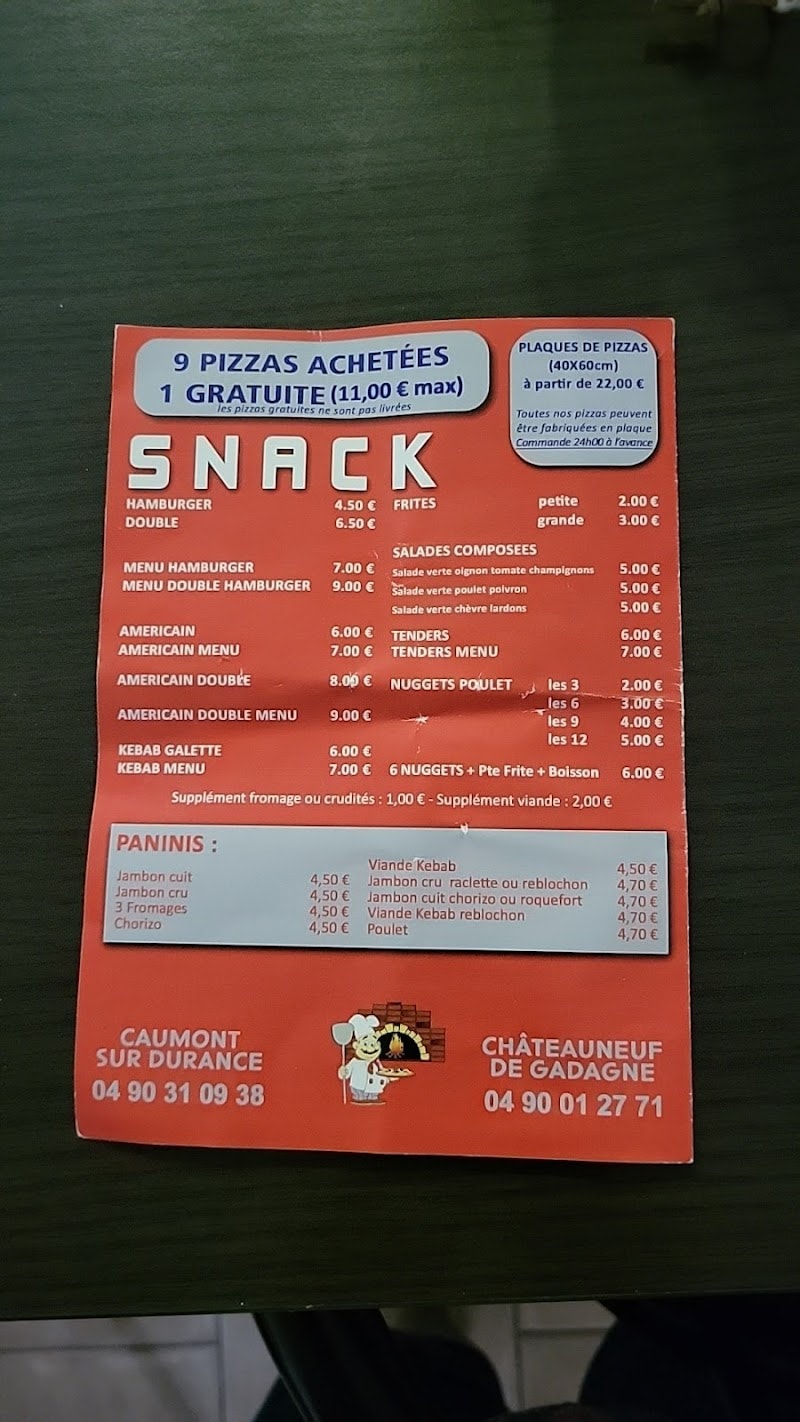 9 PIZZAS ACHETÉES
1 GRATUITE (11,00 € max)
les pizzas gratuites ne sont pas livrées
PLAQUES DE PIZZAS
(40X60cm)
à partir de 22,00 €
Toutes nos pizzas peuvent
être fabriquées en plaque
Commande 24h00 à l'avance
SNACK
HAMBURGER 4.50 €
DOUBLE 6.50 €
MENU HAMBURGER 7.00 €
MENU DOUBLE HAMBURGER 9.00 €
AMERICAIN 6.00 €
AMERICAIN MENU 7.00 €
AMERICAIN DOUBLE 8.00 €
AMERICAIN DOUBLE MENU 9.00 €
KEBAB GALETTE 6.00 €
KEBAB MENU 7.00 €
FRITES petite 2.00 €
grande 3.00 €
SALADES COMPOSEES
Salade verte oignon tomate champignons 5.00 €
Salade verte poulet poivron 5.00 €
Salade verte chèvre lardons 5.00 €
TENDERS 6.00 €
TENDERS MENU 7.00 €
NUGGETS POULET les 3 2.00 €
les 6 3.00 €
les 9 4.00 €
les 12 5.00 €
6 NUGGETS + Pte Frite + Boisson 6.00 €
Supplément fromage ou crudités : 1,00 € - Supplément viande : 2,00 €
PANINIS :
Jambon cuit 4,50 €
Jambon cru 4,50 €
3 Fromages 4,50 €
Chorizo 4,50 €
Viande Kebab 4,50 €
Jambon cru raclette ou reblochon 4,70 €
Jambon cuit chorizo ou roquefort 4,70 €
Viande Kebab reblochon 4,70 €
Poulet 4,70 €
CAUMONT
SUR DURANCE
04 90 31 09 38
CHÂTEAUNEUF
DE GADAGNE
04 90 01 27 71